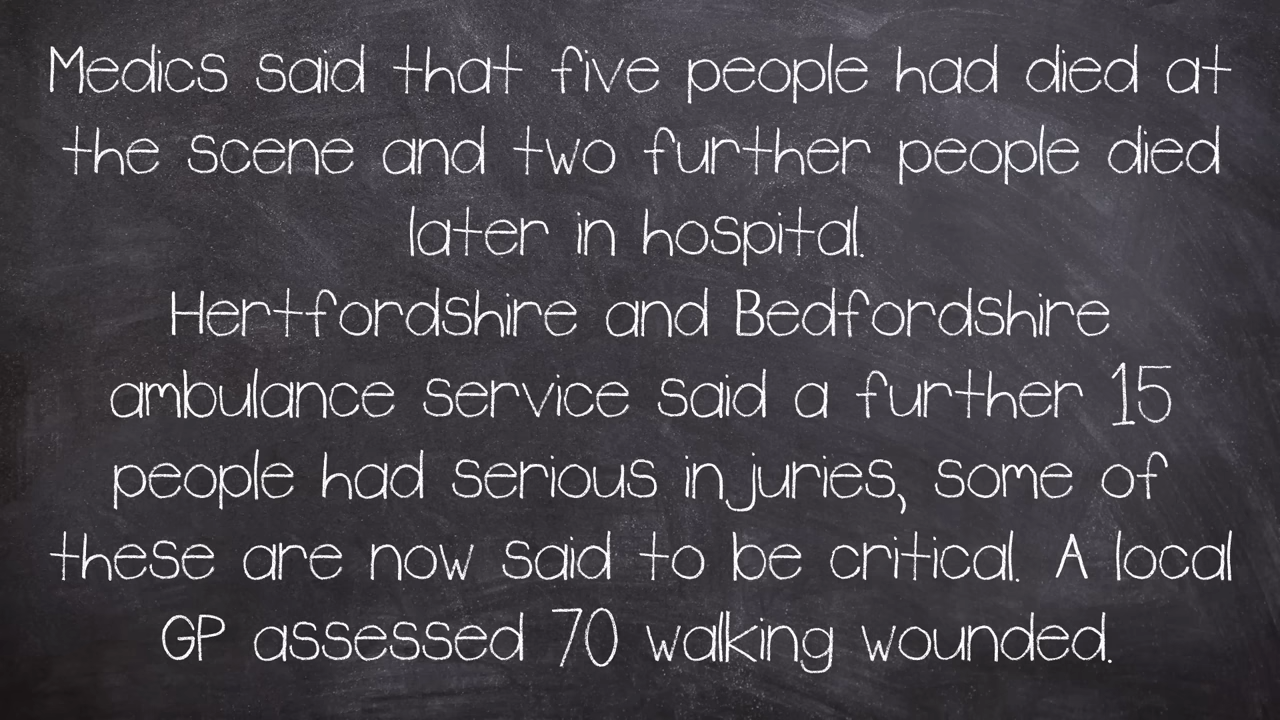 Medics said that five people had died at
the scene and two further people died
later in hospital.
Hertfordshire and Bedfordshire
ambulance service said a further 15
people had serious injuries, some of
these are now said to be critical. A local
GP assessed 70 walking wounded.